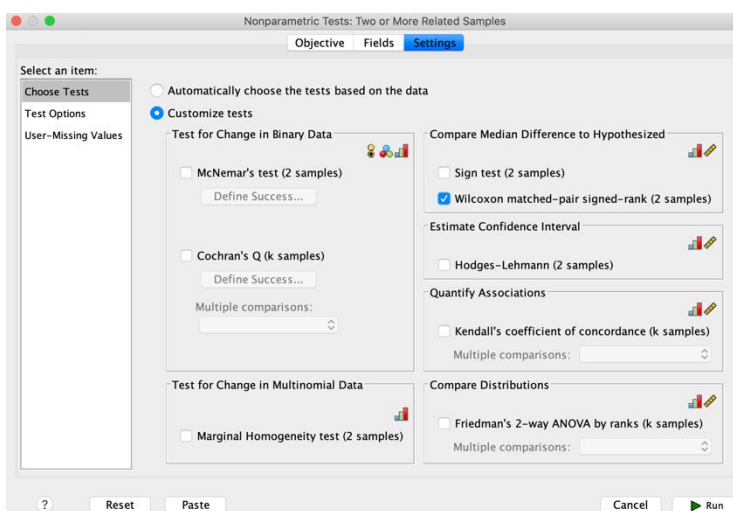 Nonparametric Tests: Two or More Related Samples
Objective Fields Settings
Select an item:
Choose Tests
Test Options
User-Missing Values
Automatically choose the tests based on the data
Customize tests
Test for Change in Binary Data
McNemar's test (2 samples)
Define Success...
Cochran's Q (k samples)
Define Success...
Multiple comparisons:
Test for Change in Multinomial Data
Marginal Homogeneity test (2 samples)
Compare Median Difference to Hypothesized
Sign test (2 samples)
Wilcoxon matched-pair signed-rank (2 samples)
Estimate Confidence Interval
Hodges-Lehmann (2 samples)
Quantify Associations
Kendall's coefficient of concordance (k samples)
Multiple comparisons:
Compare Distributions
Friedman's 2-way ANOVA by ranks (k samples)
Multiple comparisons:
? Reset Paste Cancel Run